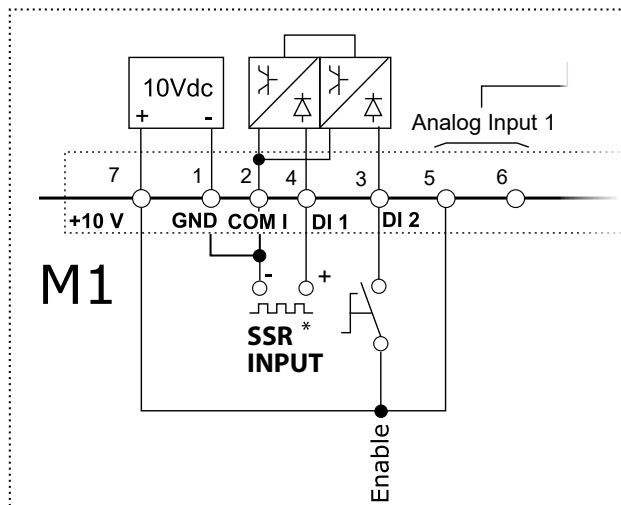 10Vdc
+ -
Analog Input 1
7 1 2 4 3 5 6
+10 V GND COM I DI 1 DI 2
M1
- +
SSR *
INPUT
Enable